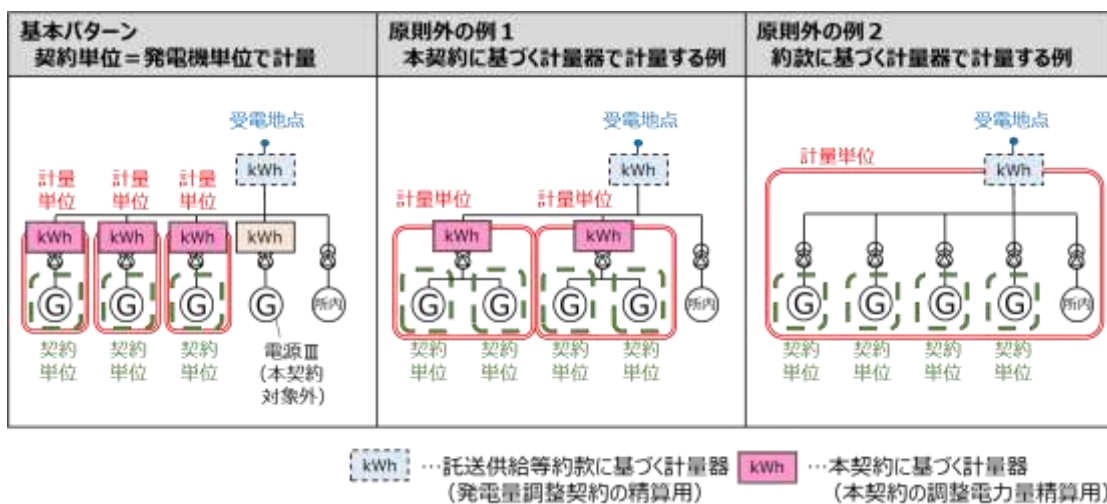 基本パターン
契約単位＝発電機単位で計量
原則外の例１
本契約に基づく計量器で計量する例
原則外の例２
約款に基づく計量器で計量する例
受電地点
kWh
計量
単位
計量
単位
計量
単位
kWh
kWh
kWh
kWh
G
G
G
G
所内
契約
単位
契約
単位
契約
単位
電源Ⅲ
（本契約
対象外）
受電地点
kWh
計量単位
計量単位
kWh
kWh
G
G
G
G
所内
契約
単位
契約
単位
契約
単位
契約
単位
受電地点
計量単位
kWh
G
G
G
G
所内
契約
単位
契約
単位
契約
単位
契約
単位
kWh …託送供給等約款に基づく計量器
（発電量調整契約の精算用）
kWh …本契約に基づく計量器
（本契約の調整電力量精算用）